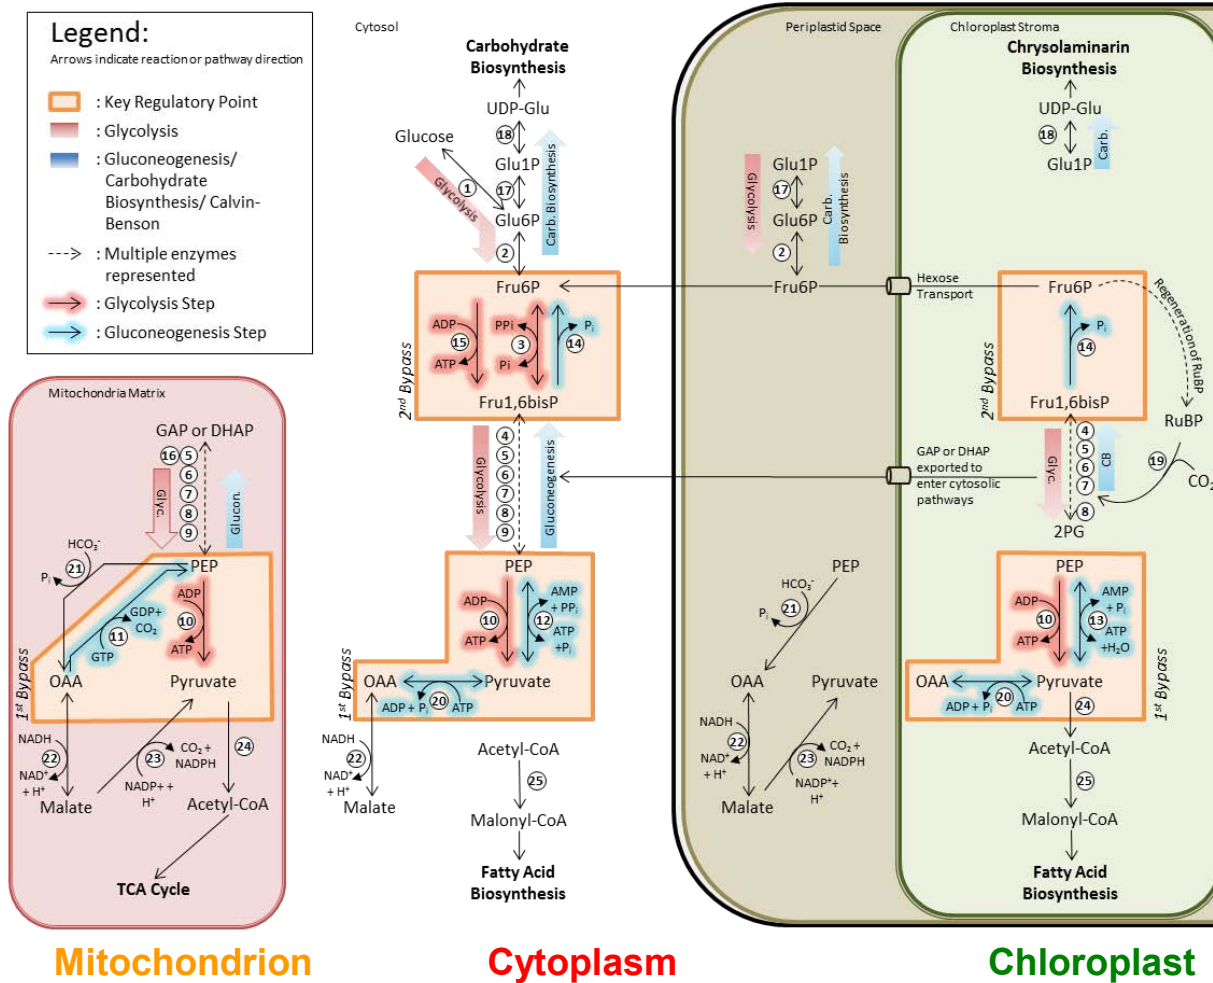 Legend:
Arrows indicate reaction or pathway direction
: Key Regulatory Point
: Glycolysis
: Gluconeogenesis/
Carbohydrate
Biosynthesis/ Calvin-
Benson
: Multiple enzymes
represented
: Glycolysis Step
: Gluconeogenesis Step
Mitochondria Matrix
GAP or DHAP
16 5
6
7
8
9
Glyc.
Glucon.
PEP
HCO₃⁻
21
Pᵢ
GDP+
CO₂
11
GTP
ADP
10
ATP
1st Bypass
OAA
Pyruvate
NADH
22
NAD⁺
+ H⁺
CO₂ +
NADPH
23
NADP+ +
H⁺
24
Malate
Acetyl-CoA
TCA Cycle
Mitochondrion
Cytosol
Carbohydrate
Biosynthesis
UDP-Glu
18
Glucose
Glu1P
1
17
Glycolysis
Carb. Biosynthesis
Glu6P
2
Fru6P
ADP
15
ATP
PPi
3
Pi
Pᵢ
14
2nd Bypass
Fru1,6bisP
4
5
6
7
8
9
Glycolysis
Gluconeogenesis
PEP
ADP
10
ATP
AMP
+ PPᵢ
12
ATP
+Pᵢ
1st Bypass
OAA
Pyruvate
20
ADP + Pᵢ
ATP
NADH
22
NAD⁺
+ H⁺
Malate
Acetyl-CoA
25
Malonyl-CoA
Fatty Acid
Biosynthesis
Cytoplasm
Periplastid Space
Glu1P
17
Glycolysis
Carb.
Biosynthesis
Glu6P
2
Fru6P
PEP
HCO₃⁻
21
Pᵢ
OAA
Pyruvate
NADH
22
NAD⁺
+ H⁺
CO₂ +
NADPH
23
NADP⁺+
H⁺
Malate
Chloroplast Stroma
Chrysolaminarin
Biosynthesis
UDP-Glu
18
Carb.
Glu1P
Hexose
Transport
Fru6P
Regeneration of RuBP
Pᵢ
14
2nd Bypass
Fru1,6bisP
RuBP
4
5
6
7
8
Glyc.
CB
19
CO₂
GAP or DHAP
exported to
enter cytosolic
pathways
2PG
PEP
ADP
10
ATP
AMP
+ Pᵢ
13
ATP
+H₂O
1st Bypass
OAA
Pyruvate
20
ADP + Pᵢ
ATP
24
Acetyl-CoA
25
Malonyl-CoA
Fatty Acid
Biosynthesis
Chloroplast